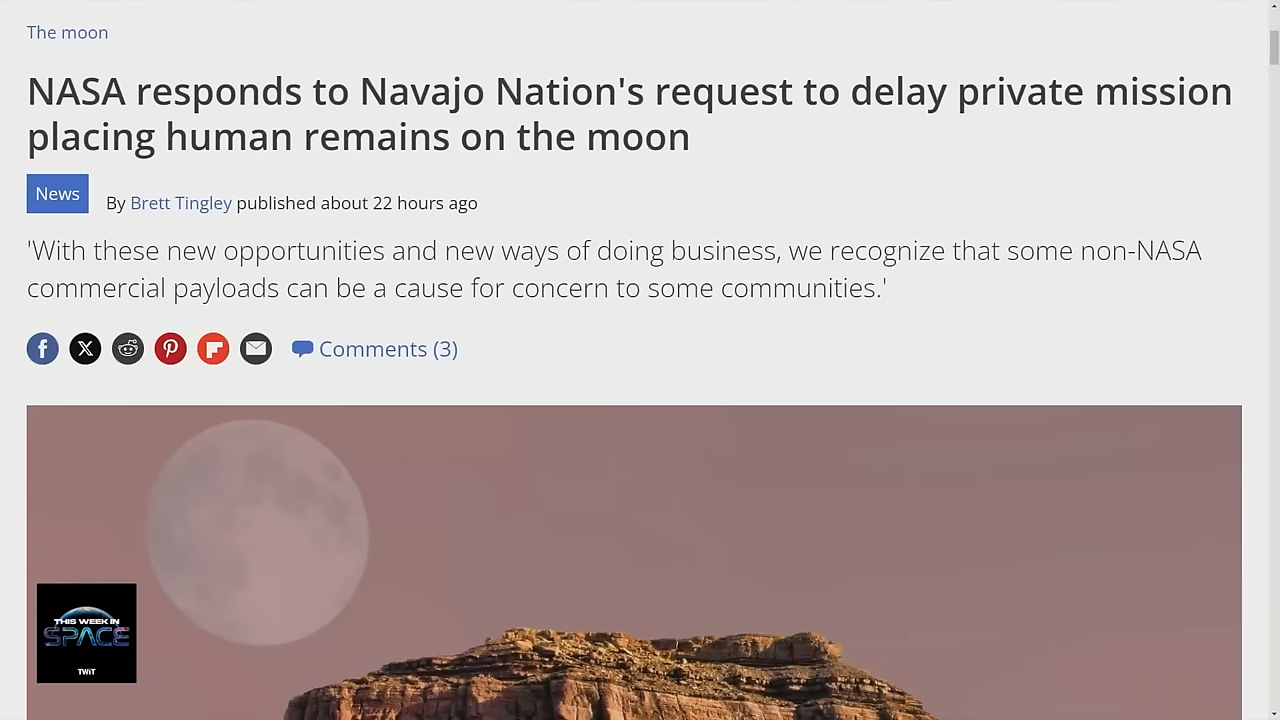 The moon
NASA responds to Navajo Nation's request to delay private mission
placing human remains on the moon
News
By Brett Tingley published about 22 hours ago
'With these new opportunities and new ways of doing business, we recognize that some non-NASA
commercial payloads can be a cause for concern to some communities.'
Comments (3)
THIS WEEK IN
SPACE
TWiT